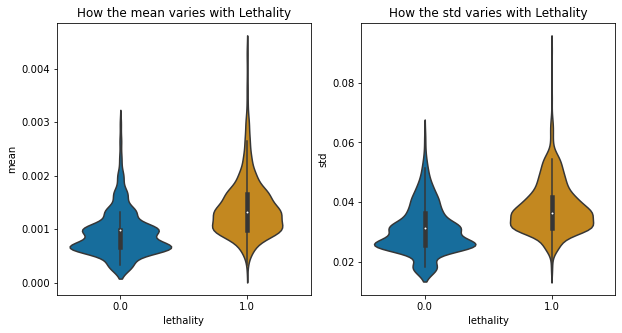 How the mean varies with Lethality
How the std varies with Lethality
0.004
0.003
0.002
0.001
0.000
mean
0.0
1.0
lethality
0.08
0.06
0.04
0.02
std
0.0
1.0
lethality